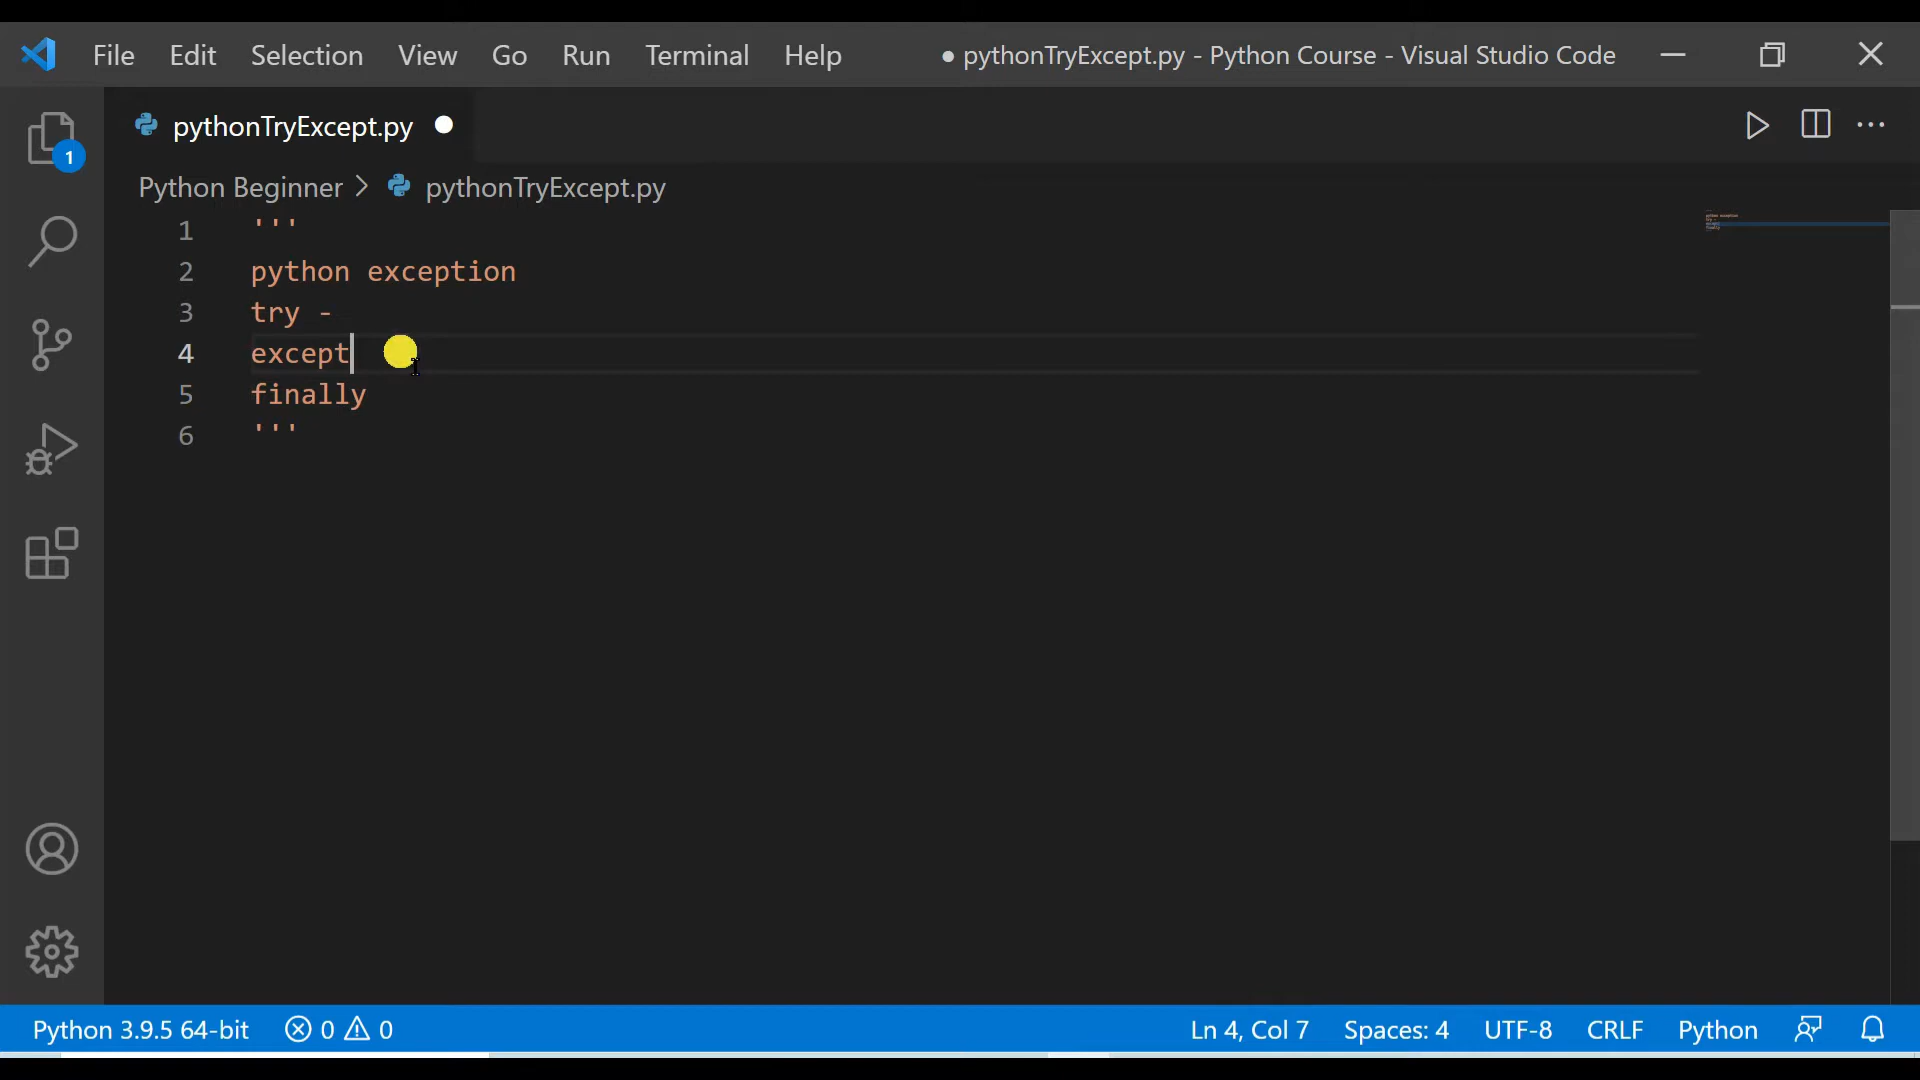 File Edit Selection View Go Run Terminal Help ● pythonTryExcept.py - Python Course - Visual Studio Code
pythonTryExcept.py
1
Python Beginner > pythonTryExcept.py
1 '''
2 python exception
3 try -
4 except
5 finally
6 '''
Python 3.9.5 64-bit 0 0 Ln 4, Col 7 Spaces: 4 UTF-8 CRLF Python